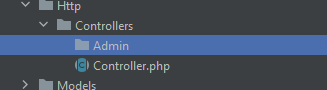 Http
Controllers
Admin
Controller.php
Models